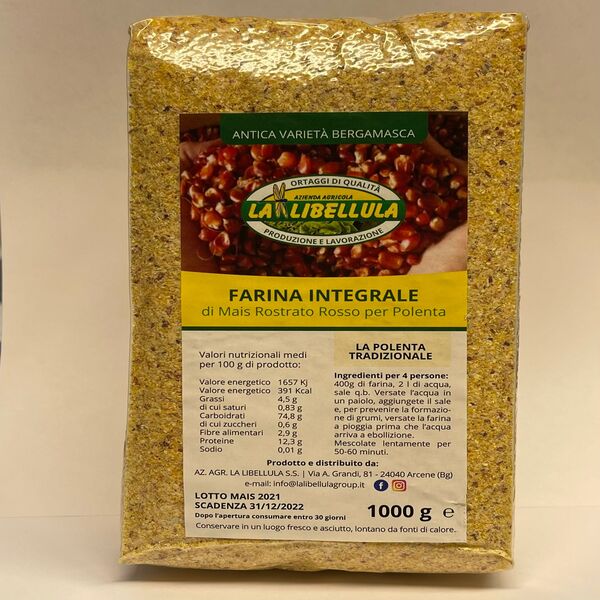 ANTICA VARIETÀ BERGAMASCA
ORTAGGI DI QUALITÀ
AZIENDA AGRICOLA
LA LIBELLULA
PRODUZIONE E LAVORAZIONE
FARINA INTEGRALE
di Mais Rostrato Rosso per Polenta
Valori nutrizionali medi
per 100 g di prodotto:
Valore energetico 1657 Kj
Valore energetico 391 Kcal
Grassi 4,5 g
di cui saturi 0,83 g
Carboidrati 74,8 g
di cui zuccheri 0,6 g
Fibre alimentari 2,9 g
Proteine 12,3 g
Sodio 0,01 g
LA POLENTA
TRADIZIONALE
Ingredienti per 4 persone:
400g di farina, 2 l di acqua,
sale q.b. Versate l'acqua in
un paiolo, aggiungete il sale
e, per prevenire la formazio-
ne di grumi, versate la farina
a pioggia prima che l'acqua
arriva a ebollizione.
Mescolate lentamente per
50-60 minuti.
Prodotto e distribuito da:
AZ. AGR. LA LIBELLULA S.S. | Via A. Grandi, 81 - 24040 Arcene (Bg)
e-mail: info@lalibellulagroup.it
LOTTO MAIS 2021
SCADENZA 31/12/2022
Dopo l'apertura consumare entro 30 giorni
1000 g e
Conservare in un luogo fresco e asciutto, lontano da fonti di calore.